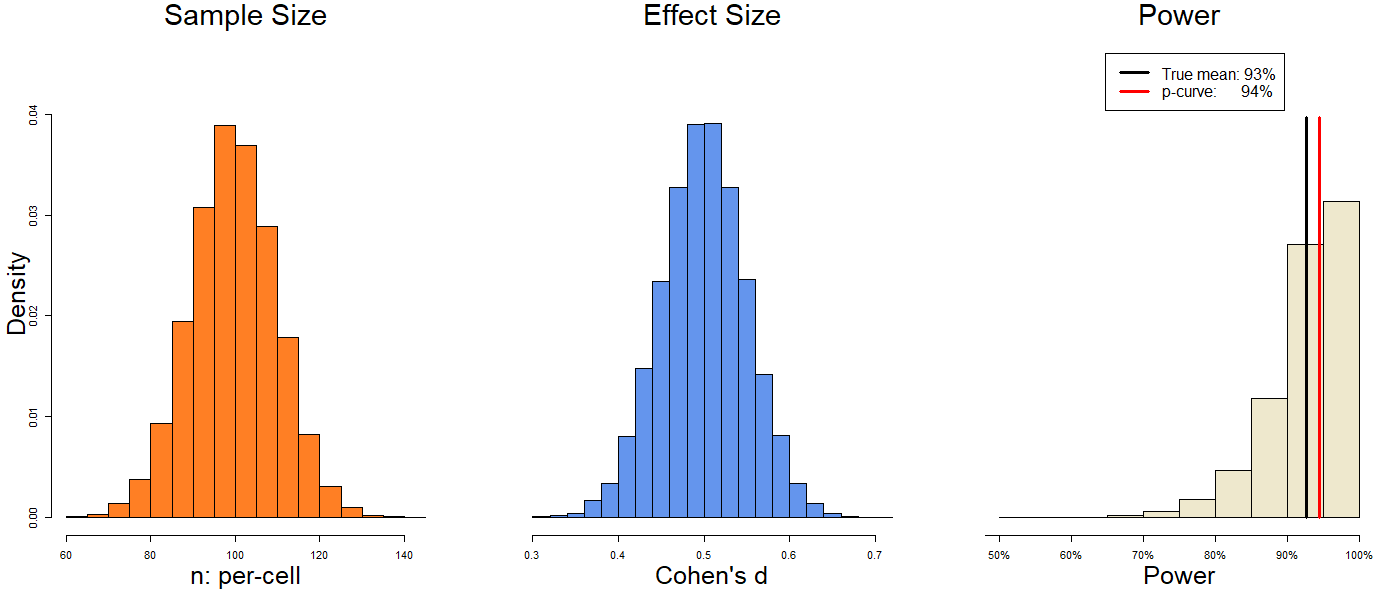 Sample Size
Effect Size
Power
True mean: 93%
p-curve: 94%
Density
0.00
0.01
0.02
0.03
0.04
60 80 100 120 140
n: per-cell
0.3 0.4 0.5 0.6 0.7
Cohen's d
50% 60% 70% 80% 90% 100%
Power